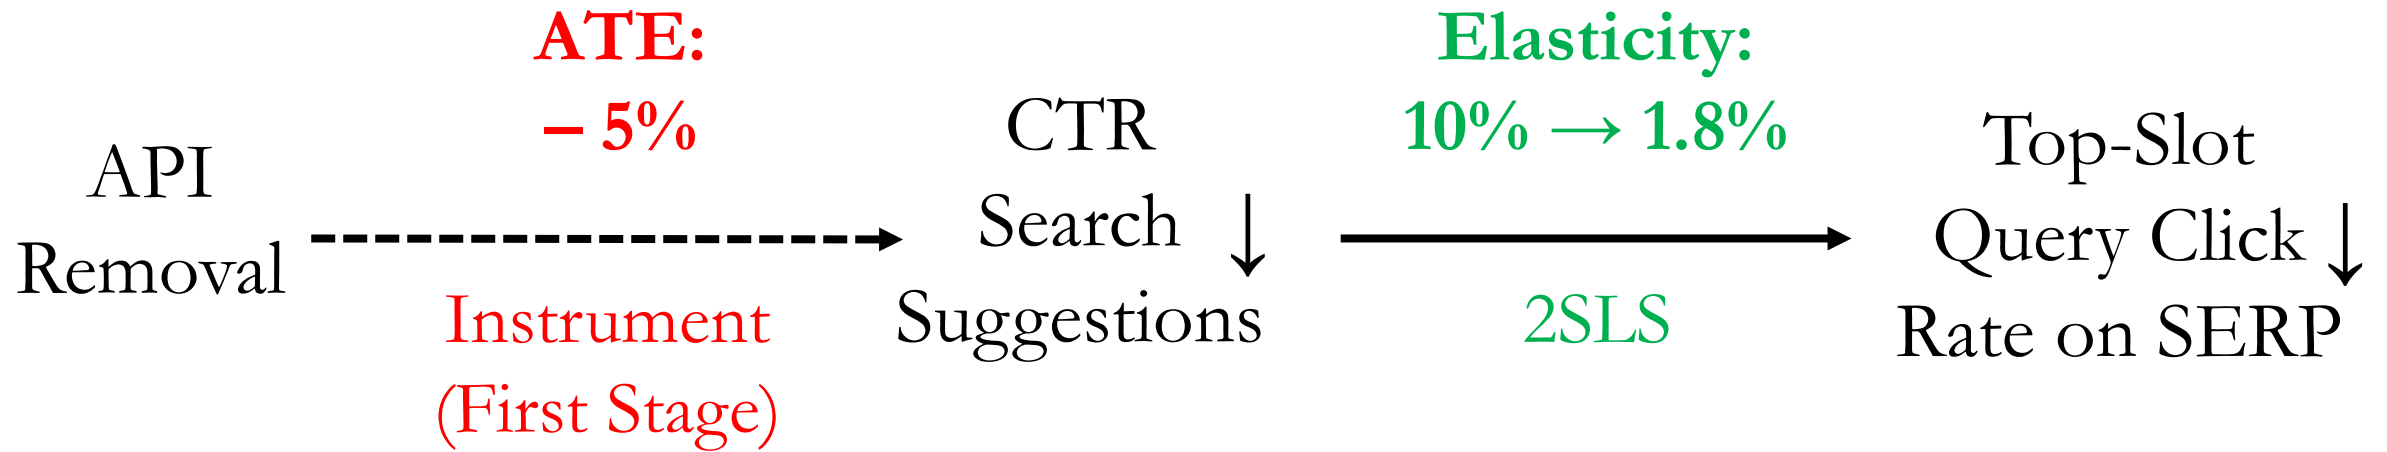 API
Removal
ATE:
– 5%
Instrument
(First Stage)
CTR
Search ↓
Suggestions
Elasticity:
10% → 1.8%
2SLS
Top-Slot
Query Click ↓
Rate on SERP